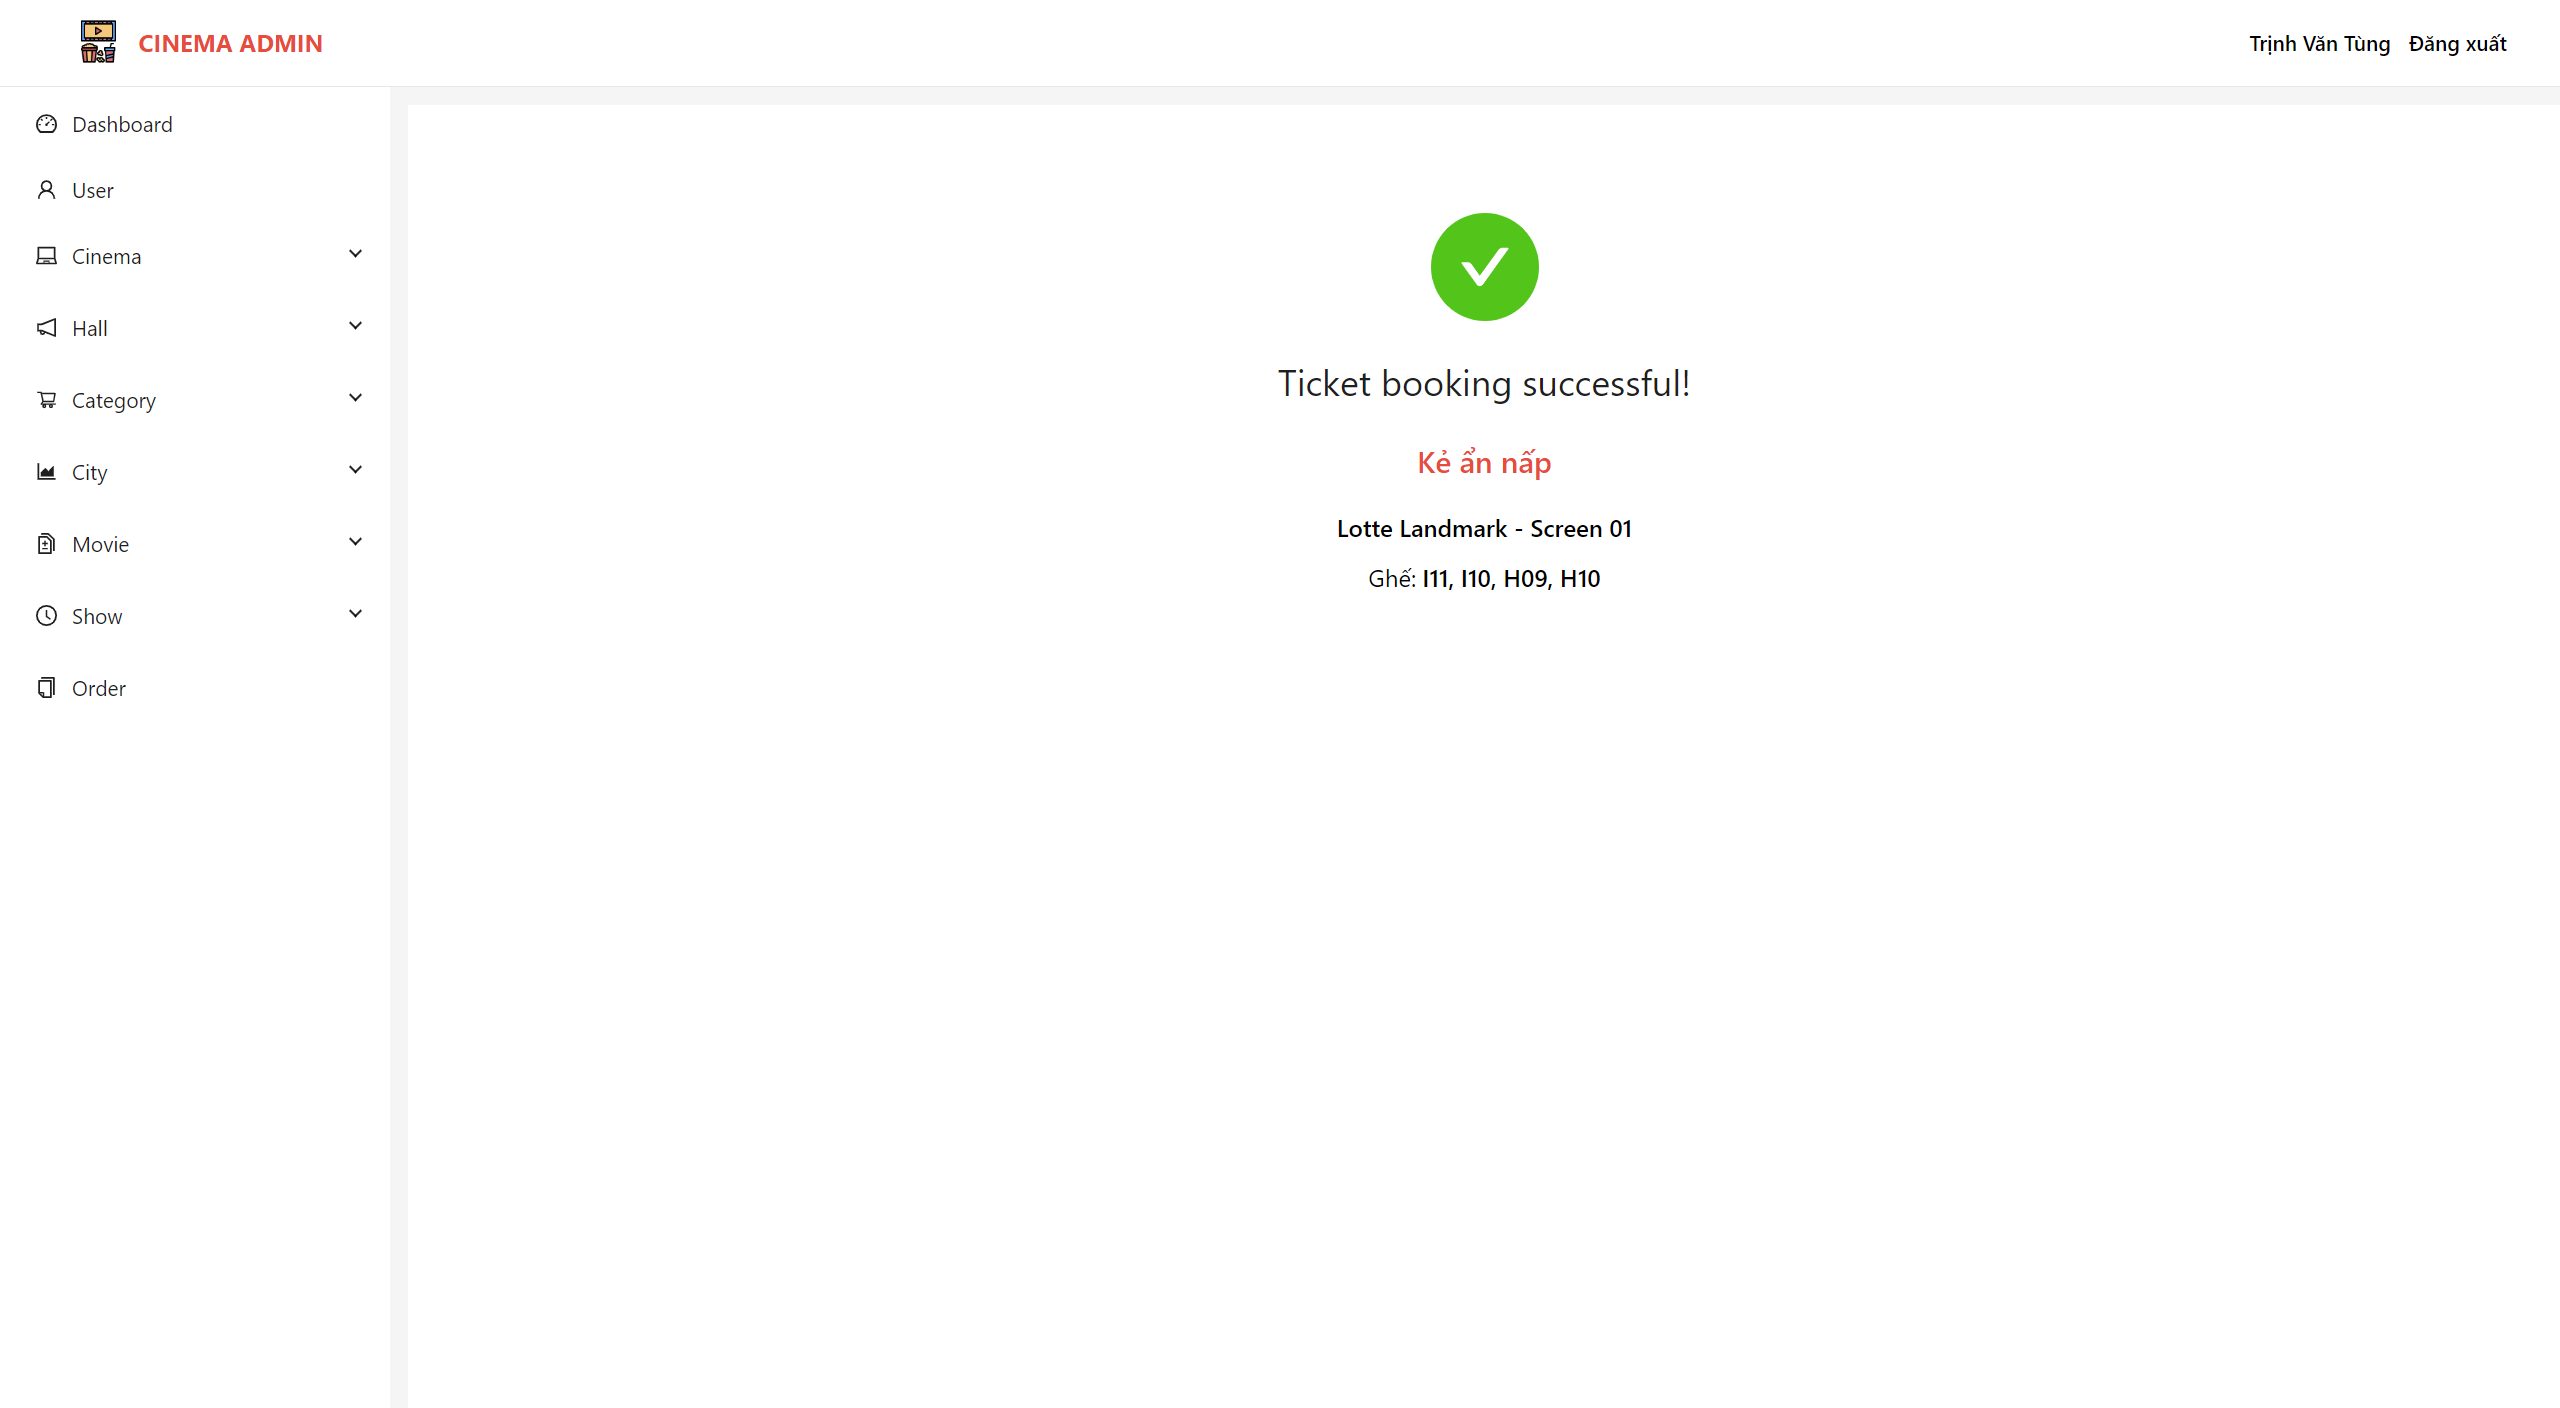 CINEMA ADMIN
Trịnh Văn Tùng Đăng xuất
Dashboard
User
Cinema
Hall
Category
City
Movie
Show
Order
Ticket booking successful!
Kẻ ẩn nấp
Lotte Landmark - Screen 01
Ghế: I11, I10, H09, H10